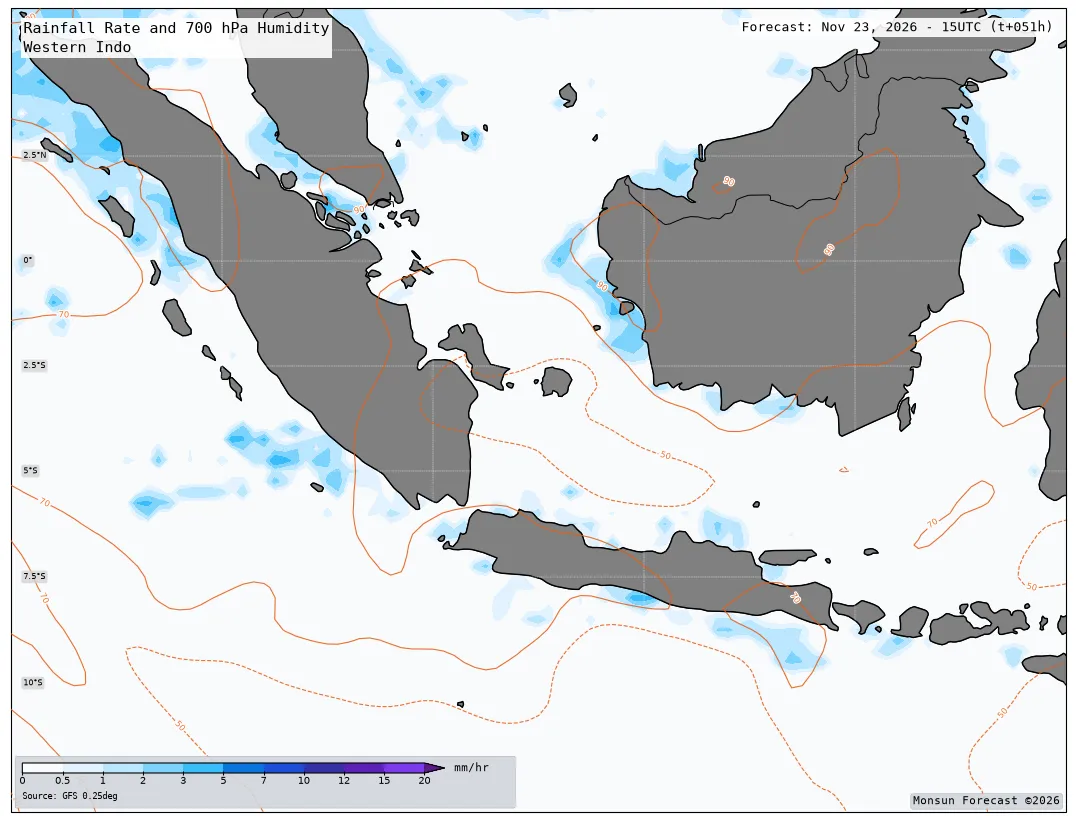 Rainfall Rate and 700 hPa Humidity
Western Indo
Forecast: Nov 23, 2026 - 15UTC (t+051h)
2.5°N
90
90
90
0°
80
90
70
2.5°S
50
5°S
70
70
7.5°S
50
70
70
10°S
50
50
mm/hr
0 0.5 1 2 3 5 7 10 12 15 20
Source: GFS 0.25deg
Monsun Forecast ©2026